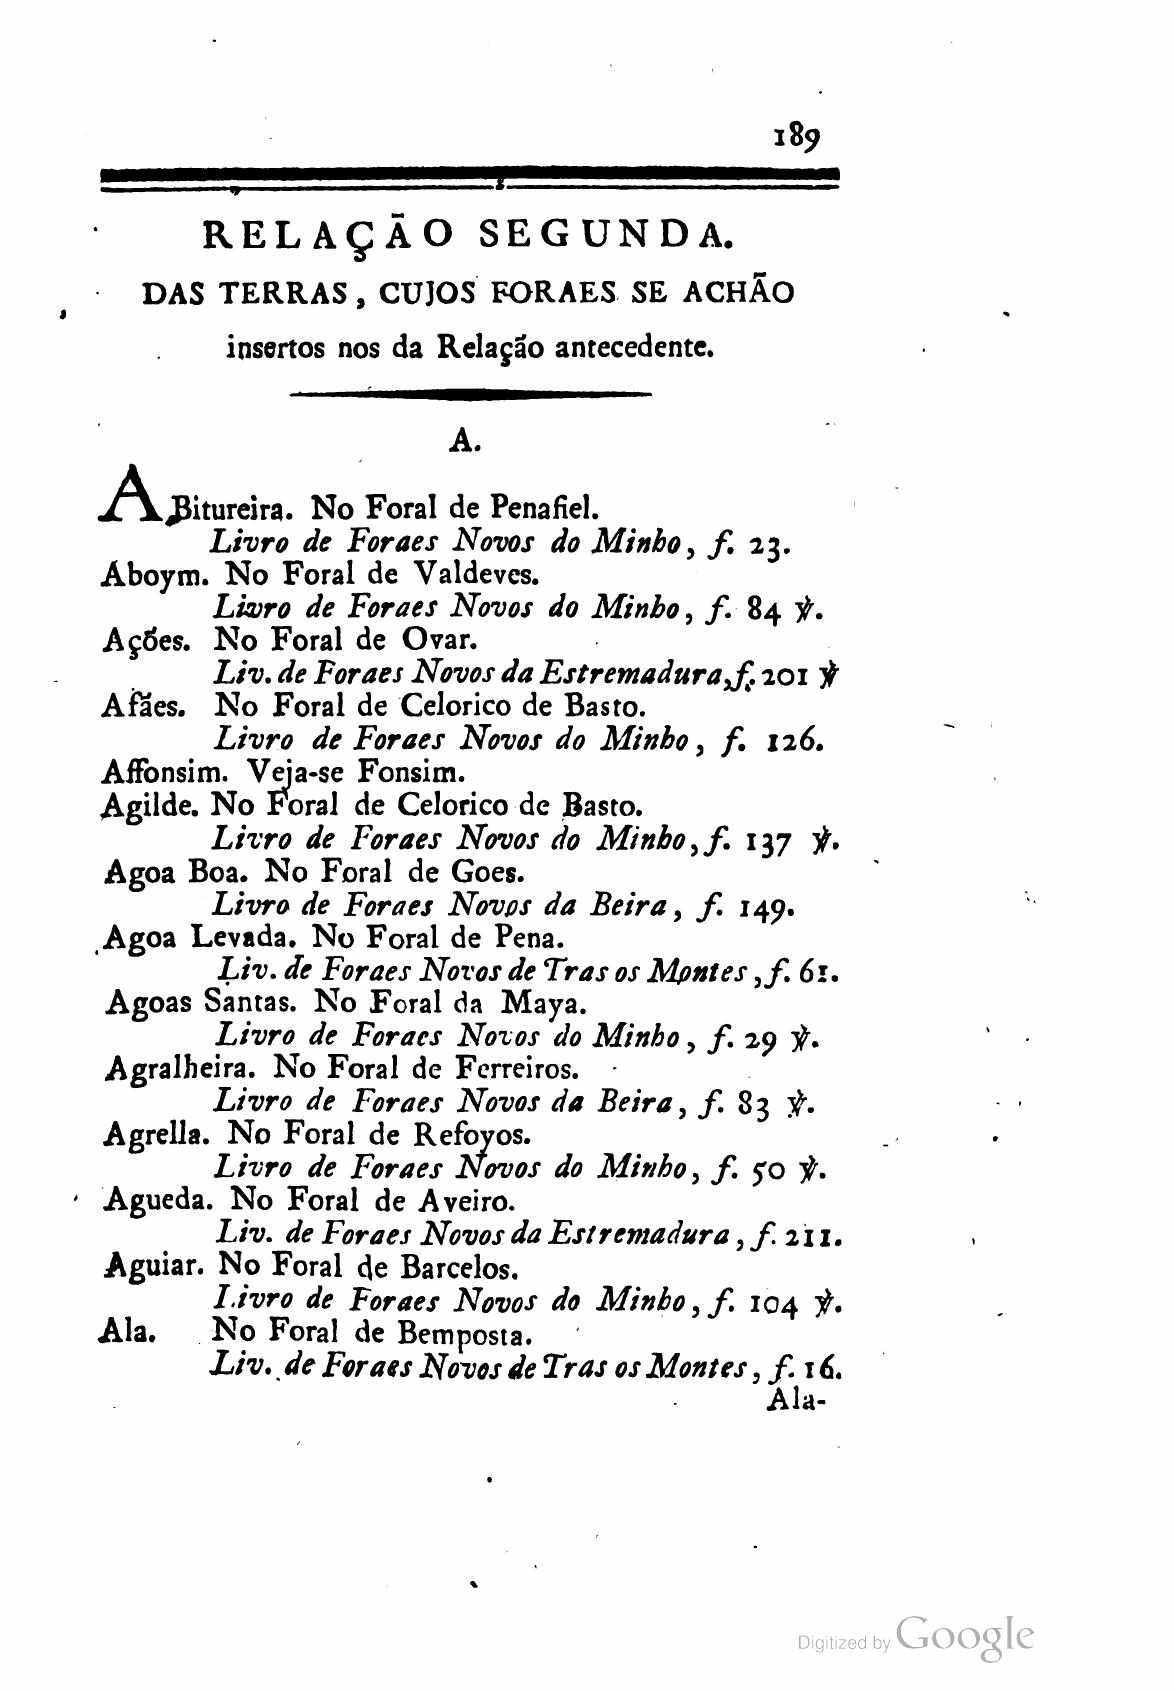 189
RELAÇÃO SEGUNDA.
DAS TERRAS, CUJOS FORAES SE ACHÃO
insertos nos da Relação antecedente.
A.
ABitureira. No Foral de Penafiel.
Livro de Foraes Novos do Minho, f. 23.
Aboym. No Foral de Valdeves.
Livro de Foraes Novos do Minho, f. 84 ℣.
Ações. No Foral de Ovar.
Liv. de Foraes Novos da Estremadura, f. 201 ℣
Afães. No Foral de Celorico de Basto.
Livro de Foraes Novos do Minho, f. 126.
Affonsim. Veja-se Fonsim.
Agilde. No Foral de Celorico de Basto.
Livro de Foraes Novos do Minho, f. 137 ℣.
Agoa Boa. No Foral de Goes.
Livro de Foraes Novos da Beira, f. 149.
Agoa Levada. No Foral de Pena.
Liv. de Foraes Novos de Tras os Montes, f. 61.
Agoas Santas. No Foral da Maya.
Livro de Foraes Novos do Minho, f. 29 ℣.
Agralheira. No Foral de Ferreiros.
Livro de Foraes Novos da Beira, f. 83 ℣.
Agrella. No Foral de Refoyos.
Livro de Foraes Novos do Minho, f. 50 ℣.
Agueda. No Foral de Aveiro.
Liv. de Foraes Novos da Estremadura, f. 211.
Aguiar. No Foral de Barcelos.
Livro de Foraes Novos do Minho, f. 104 ℣.
Ala. No Foral de Bemposta.
Liv. de Foraes Novos de Tras os Montes, f. 16.
Ala-
Digitized by Google